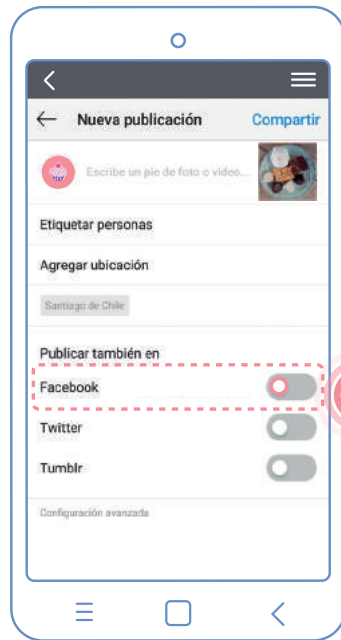 Nueva publicación Compartir
Escribe un pie de foto o video...
Etiquetar personas
Agregar ubicación
Santiago de Chile
Publicar también en
Facebook
Twitter
Tumblr
Configuración avanzada